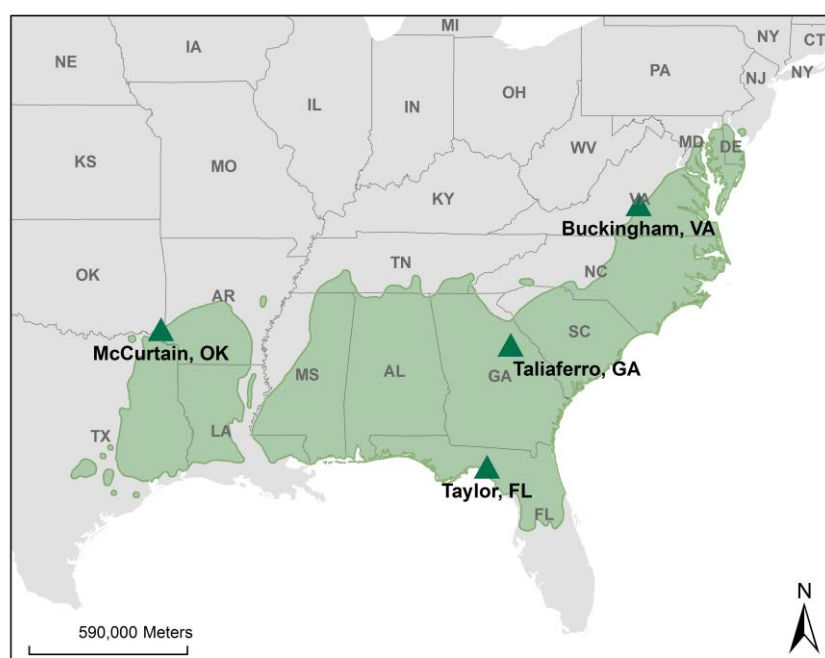 MI
NY
CT
NE
IA
PA
NJ
NY
OH
IL
IN
MD
DE
WV
KS
MO
VA
KY
Buckingham, VA
TN
NC
OK
AR
McCurtain, OK
SC
Taliaferro, GA
MS
AL
GA
TX
LA
Taylor, FL
FL
N
590,000 Meters